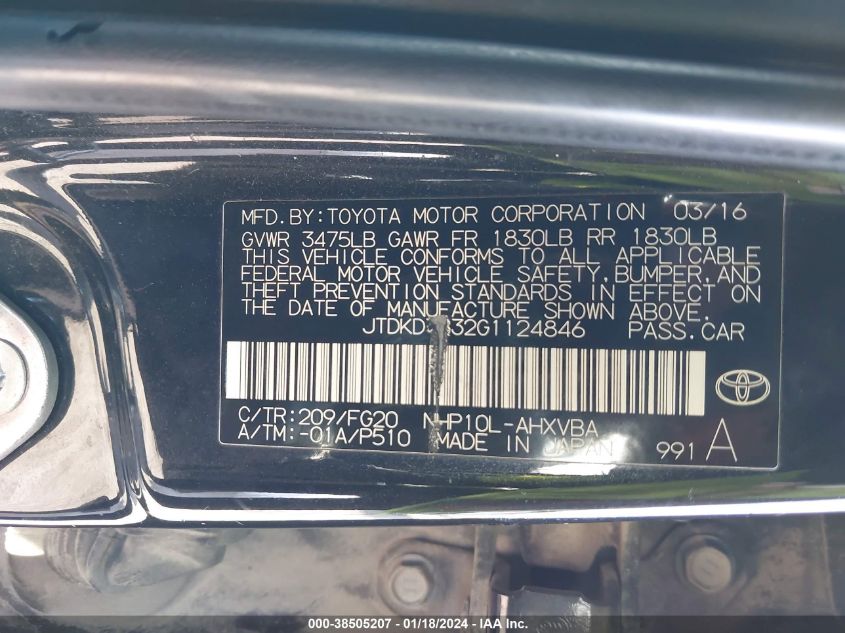 MFD.BY:TOYOTA MOTOR CORPORATION 03/16
GVWR 3475LB GAWR FR 1830LB RR 1830LB
THIS VEHICLE CONFORMS TO ALL APPLICABLE
FEDERAL MOTOR VEHICLE SAFETY,BUMPER,AND
THEFT PREVENTION STANDARDS IN EFFECT ON
THE DATE OF MANUFACTURE SHOWN ABOVE.
PASS.CAR
C/TR:209/FG20 NHP10L-AHXVBA
A/TM:-01A/P510 MADE IN JAPAN 991 A
000-38505207 - 01/18/2024 - IAA Inc.